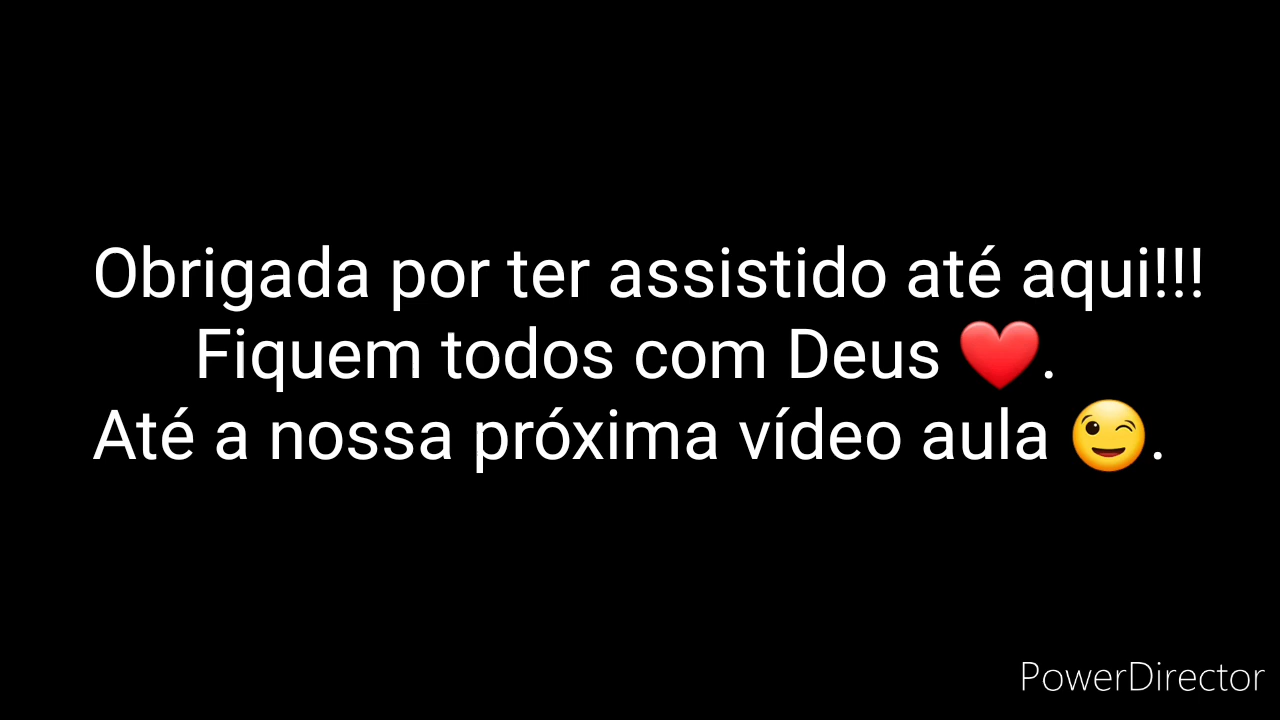 Obrigada por ter assistido até aqui!!!
Fiquem todos com Deus ❤️.
Até a nossa próxima vídeo aula 😉.
PowerDirector